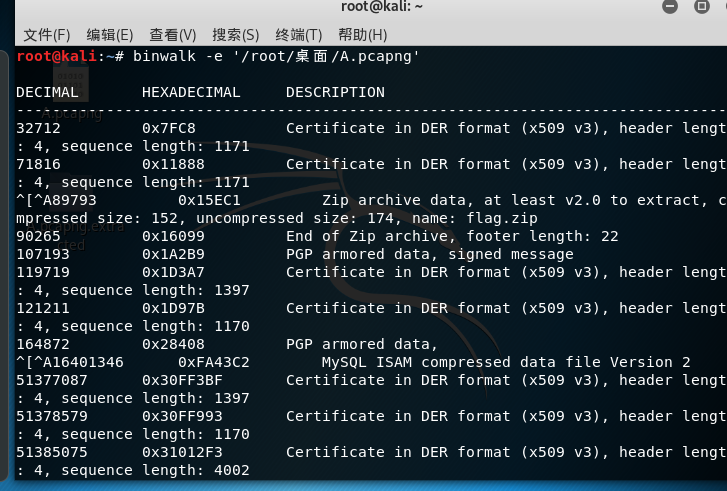 root@kali: ~
文件(F) 编辑(E) 查看(V) 搜索(S) 终端(T) 帮助(H)
root@kali:~# binwalk -e '/root/桌面/A.pcapng'
DECIMAL HEXADECIMAL DESCRIPTION
--------------------------------------------------------------------------------
32712 0x7FC8 Certificate in DER format (x509 v3), header lengt
: 4, sequence length: 1171
71816 0x11888 Certificate in DER format (x509 v3), header lengt
: 4, sequence length: 1171
^[^A89793 0x15EC1 Zip archive data, at least v2.0 to extract, c
mpressed size: 152, uncompressed size: 174, name: flag.zip
90265 0x16099 End of Zip archive, footer length: 22
107193 0x1A2B9 PGP armored data, signed message
119719 0x1D3A7 Certificate in DER format (x509 v3), header lengt
: 4, sequence length: 1397
121211 0x1D97B Certificate in DER format (x509 v3), header lengt
: 4, sequence length: 1170
164872 0x28408 PGP armored data,
^[^A16401346 0xFA43C2 MySQL ISAM compressed data file Version 2
51377087 0x30FF3BF Certificate in DER format (x509 v3), header lengt
: 4, sequence length: 1397
51378579 0x30FF993 Certificate in DER format (x509 v3), header lengt
: 4, sequence length: 1170
51385075 0x31012F3 Certificate in DER format (x509 v3), header lengt
: 4, sequence length: 4002
A.pcapng
A.pcapng.extra
cted